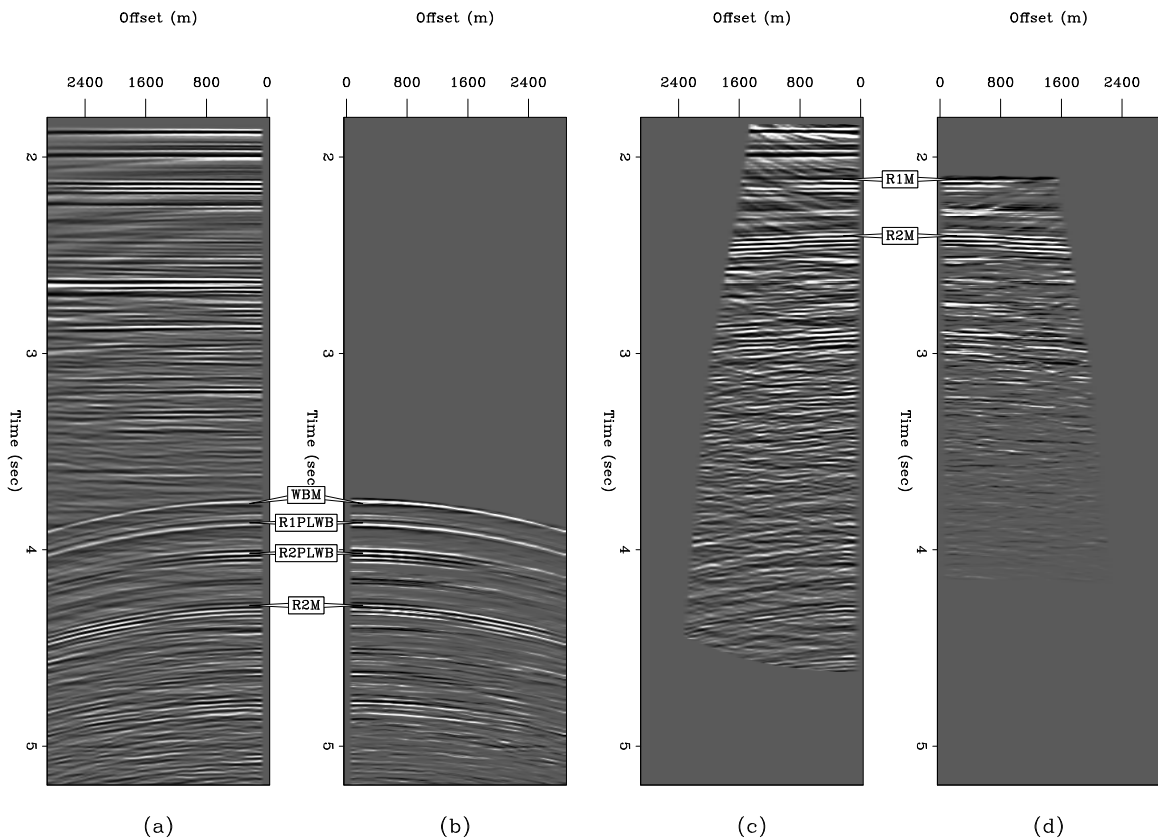 Offset (m)
Offset (m)
Offset (m)
Offset (m)
2400 1600 800 0
0 800 1600 2400
2400 1600 800 0
0 800 1600 2400
2
3
4
5
Time (sec)
2
3
4
5
Time (sec)
2
3
4
5
Time (sec)
2
3
4
5
Time (sec)
WBM
R1PLWB
R2PLWB
R2M
R1M
R2M
(a)
(b)
(c)
(d)